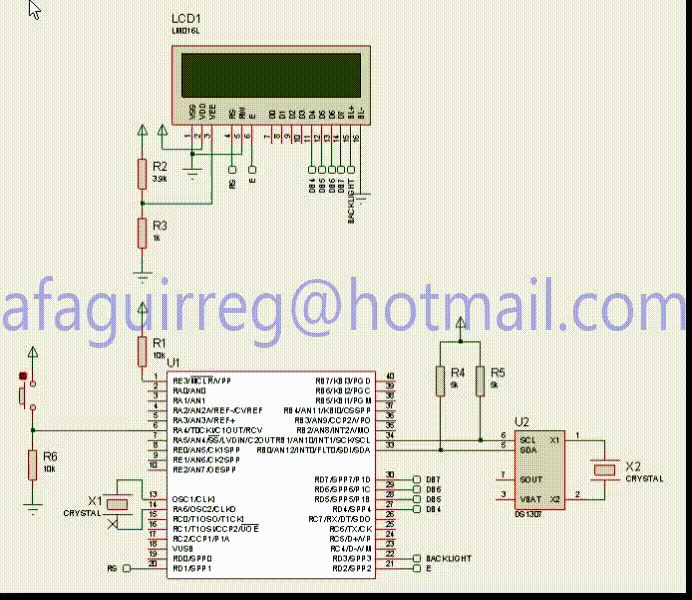 LCD1
LM016L
VSS VDD VEE RS RW E D0 D1 D2 D3 D4 D5 D6 D7 BL+ BL-
1 2 3 4 5 6 7 8 9 10 11 12 13 14 15 16
RS E DB4 DB5 DB6 DB7 BACKLIGHT
R2
3.9k
R3
1k
afaguirreg@hotmail.com
R1
10k
U1
R4
R5
R6
10k
1 RE3/MCLR/VPP RB7/KBI3/PGD 40
2 RA0/AN0 RB6/KBI2/PGC 39
3 RA1/AN1 RB5/KBI1/PGM 38
4 RA2/AN2/VREF-/CVREF RB4/AN11/KBI0/CSSPP 37
5 RA3/AN3/VREF+ RB3/AN9/CCP2/VPO 36
6 RA4/T0CKI/C1OUT/RCV RB2/AN8/INT2/VMO 35
7 RA5/AN4/SS/LVDIN/C2OUT RB1/AN10/INT1/SCK/SCL 34
8 RE0/AN5/CK1SPP RB0/AN12/INT0/FLT0/SDI/SDA 33
9 RE1/AN6/CK2SPP
10 RE2/AN7/OESPP
RD7/SPP7/P1D 30 DB7
RD6/SPP6/P1C 29 DB6
13 OSC1/CLKI RD5/SPP5/P1B 28 DB5
14 RA6/OSC2/CLKO RD4/SPP4 27 DB4
15 RC0/T1OSO/T1CKI RC7/RX/DT/SDO 26
16 RC1/T1OSI/CCP2/UOE RC6/TX/CK 25
17 RC2/CCP1/P1A RC5/D+/VP 24
18 VUSB RC4/D-/VM 23
19 RD0/SPP0 RD3/SPP3 22 BACKLIGHT
RS 20 RD1/SPP1 RD2/SPP2 21 E
X1
CRYSTAL
U2
6 SCL X1 1
5 SDA
7 SOUT
3 VBAT X2 2
DS1307
X2
CRYSTAL